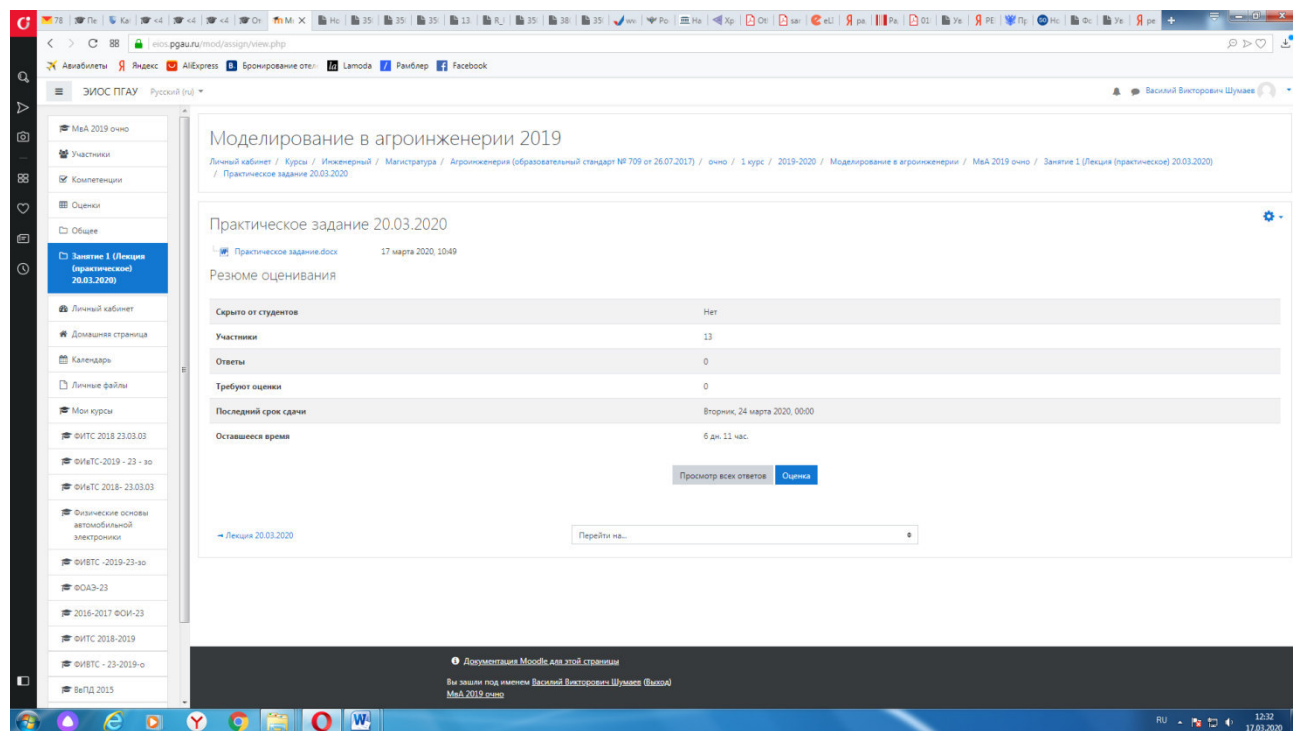 eios.pgau.ru/mod/assign/view.php
Авиабилеты Яндекс AliExpress Бронирование отел Lamoda Рамблер Facebook
ЭИОС ПГАУ Русский (ru)
Василий Викторович Шумаев
МвА 2019 очно
Участники
Компетенции
Оценки
Общее
Занятие 1 (Лекция
(практическое)
20.03.2020)
Личный кабинет
Домашняя страница
Календарь
Личные файлы
Мои курсы
ФИТС 2018 23.03.03
ФИвТС-2019 - 23 - зо
ФИвТС 2018- 23.03.03
Физические основы
автомобильной
электроники
ФИВТС -2019-23-зо
ФОАЭ-23
2016-2017 ФОИ-23
ФИТС 2018-2019
ФИВТС - 23-2019-о
ВеПД 2015
Моделирование в агроинженерии 2019
Личный кабинет / Курсы / Инженерный / Магистратура / Агроинженерия (образовательный стандарт № 709 от 26.07.2017) / очно / 1 курс / 2019-2020 / Моделирование в агроинженерии / МвА 2019 очно / Занятие 1 (Лекция (практическое) 20.03.2020)
/ Практическое задание 20.03.2020
Практическое задание 20.03.2020
Практическое задание.docx 17 марта 2020, 10:49
Резюме оценивания
Скрыто от студентов Нет
Участники 13
Ответы 0
Требуют оценки 0
Последний срок сдачи Вторник, 24 марта 2020, 00:00
Оставшееся время 6 дн. 11 час.
Просмотр всех ответов Оценка
Лекция 20.03.2020 Перейти на...
Документация Moodle для этой страницы
Вы зашли под именем Василий Викторович Шумаев (Выход)
МвА 2019 очно
RU 12:32
17.03.2020